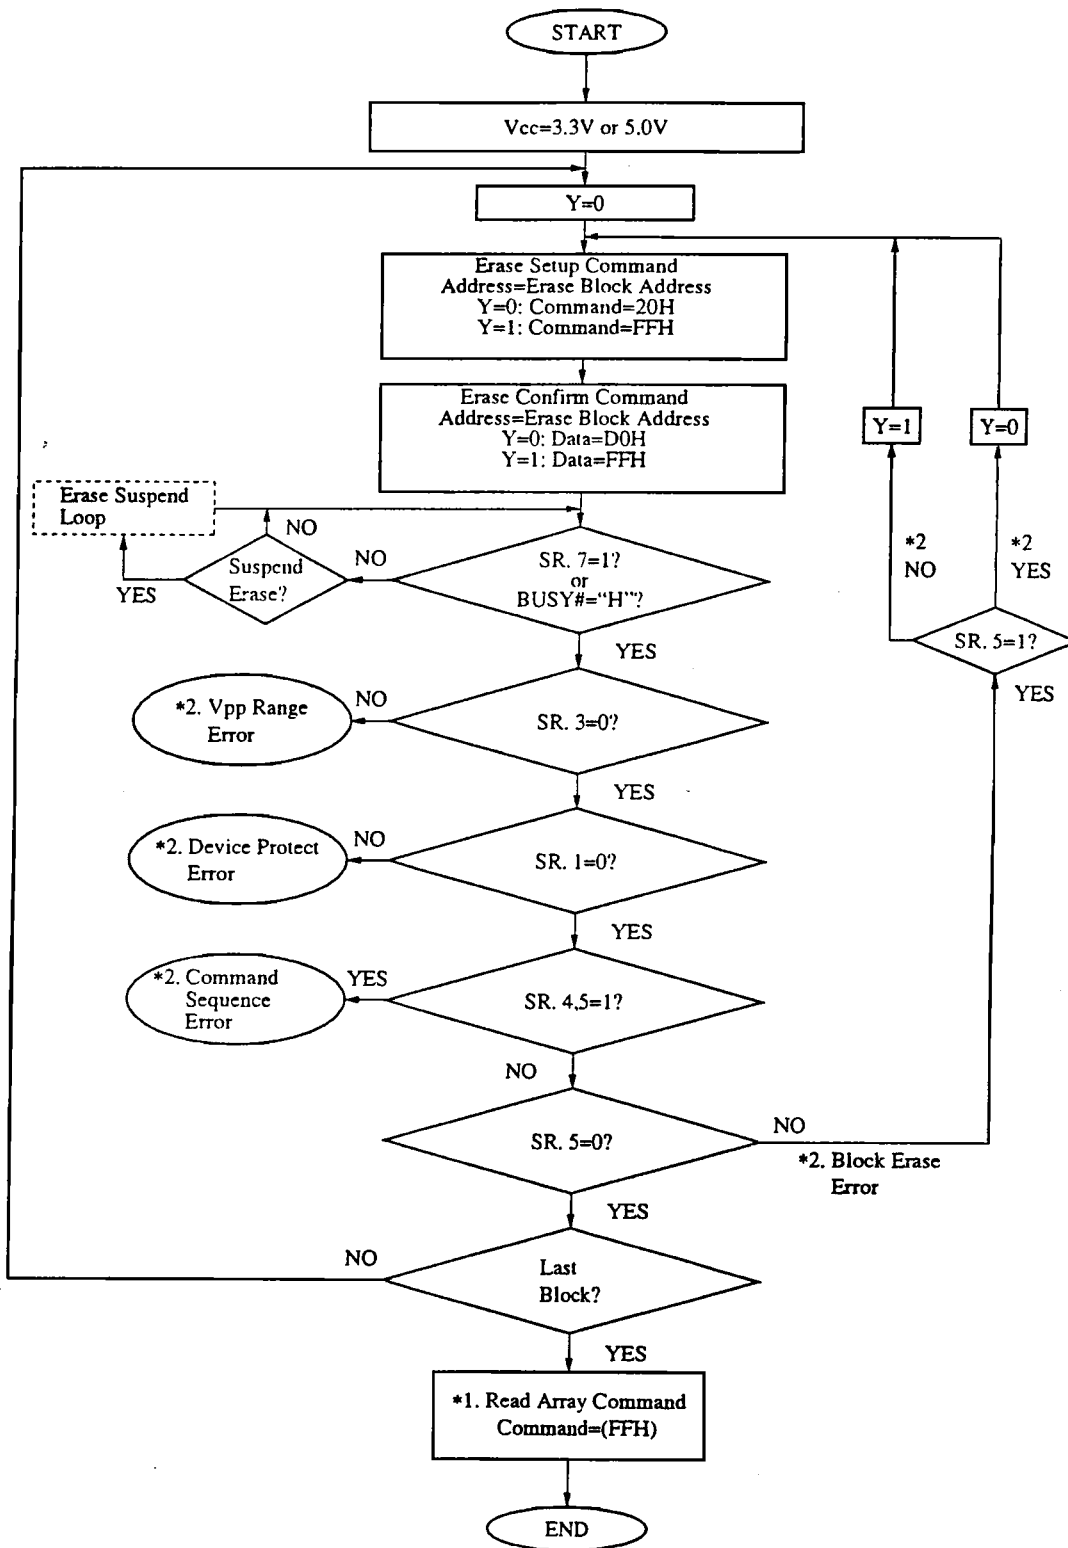 START
Vcc=3.3V or 5.0V
Y=0
Erase Setup Command
Address=Erase Block Address
Y=0: Command=20H
Y=1: Command=FFH
Erase Confirm Command
Address=Erase Block Address
Y=0: Data=D0H
Y=1: Data=FFH
Y=1
Y=0
Erase Suspend
Loop
NO
YES
Suspend
Erase?
NO
SR. 7=1?
or
BUSY#="H"?
YES
*2
NO
*2
YES
SR. 5=1?
YES
*2. Vpp Range
Error
NO
SR. 3=0?
YES
*2. Device Protect
Error
NO
SR. 1=0?
YES
*2. Command
Sequence
Error
YES
SR. 4,5=1?
NO
SR. 5=0?
NO
*2. Block Erase
Error
YES
NO
Last
Block?
YES
*1. Read Array Command
Command=(FFH)
END